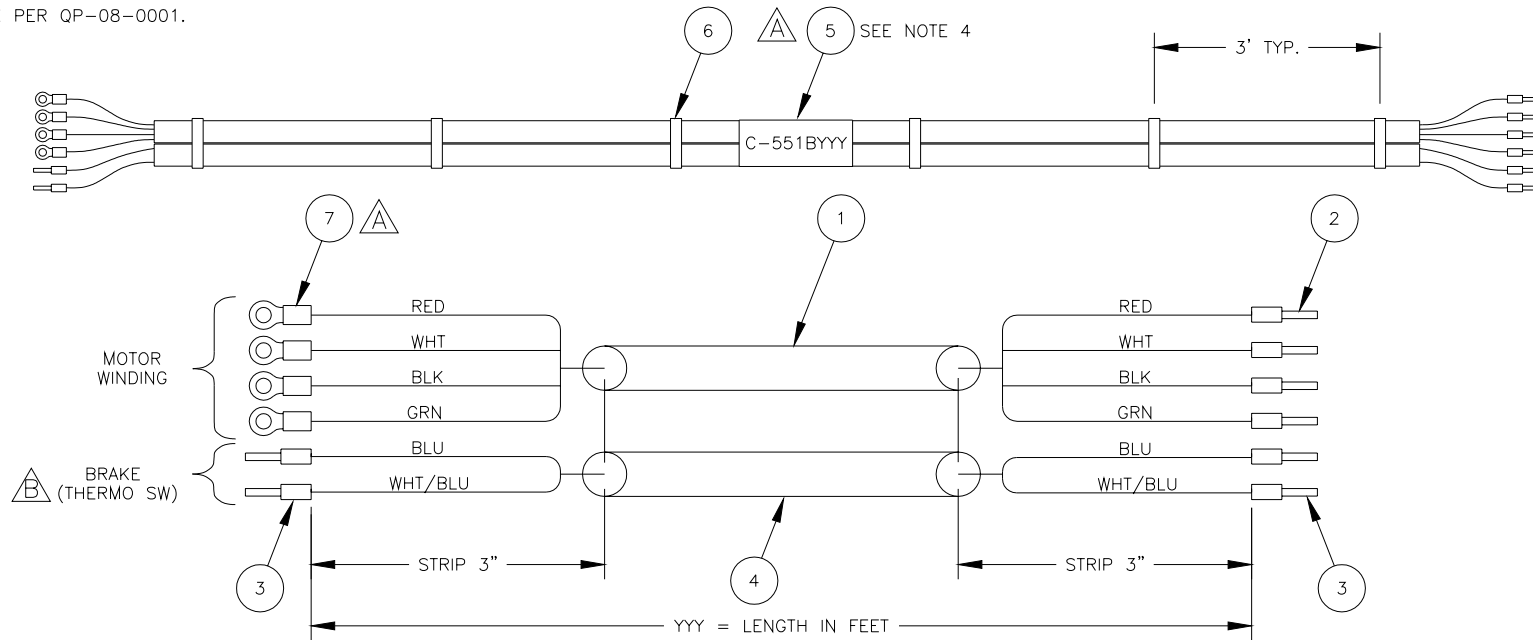 PER QP-08-0001.
6
A
5
SEE NOTE 4
3' TYP.
C-551BYYY
7
A
1
2
RED
WHT
BLK
GRN
BLU
WHT/BLU
RED
WHT
BLK
GRN
BLU
WHT/BLU
MOTOR
WINDING
B
BRAKE
(THERMO SW)
3
STRIP 3"
4
STRIP 3"
3
YYY = LENGTH IN FEET